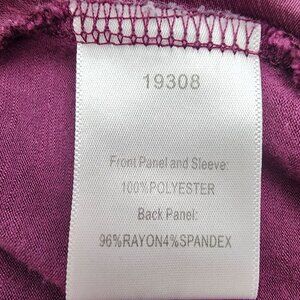 19308
Front Panel and Sleeve:
100%POLYESTER
Back Panel:
96%RAYON4%SPANDEX